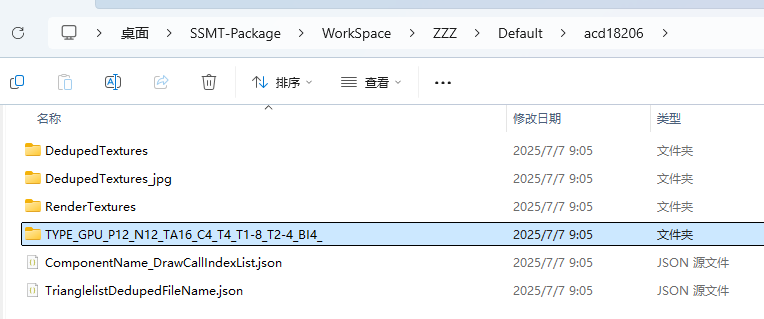 桌面 > SSMT-Package > WorkSpace > ZZZ > Default > acd18206 >
排序 查看 ...
名称 修改日期 类型
DedupedTextures 2025/7/7 9:05 文件夹
DedupedTextures_jpg 2025/7/7 9:05 文件夹
RenderTextures 2025/7/7 9:05 文件夹
TYPE_GPU_P12_N12_TA16_C4_T4_T1-8_T2-4_BI4_ 2025/7/7 9:05 文件夹
ComponentName_DrawCallIndexList.json 2025/7/7 9:05 JSON 源文件
TrianglelistDedupedFileName.json 2025/7/7 9:05 JSON 源文件